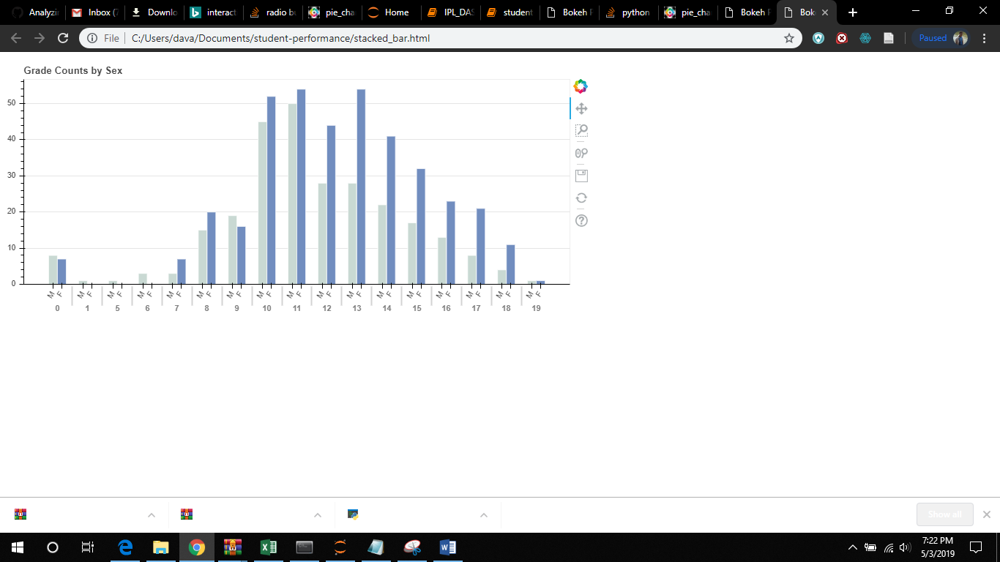 Analyzin
Inbox (7
Downlo
interact
radio bu
pie_cha
Home
IPL_DAS
student
Bokeh P
python
pie_cha
Bokeh P
Bok
File
C:/Users/dava/Documents/student-performance/stacked_bar.html
Paused
Grade Counts by Sex
50
40
30
20
10
0
M F M F M F M F M F M F M F M F M F M F M F M F M F M F M F M F M F
0 1 5 6 7 8 9 10 11 12 13 14 15 16 17 18 19
Show all
7:22 PM
5/3/2019